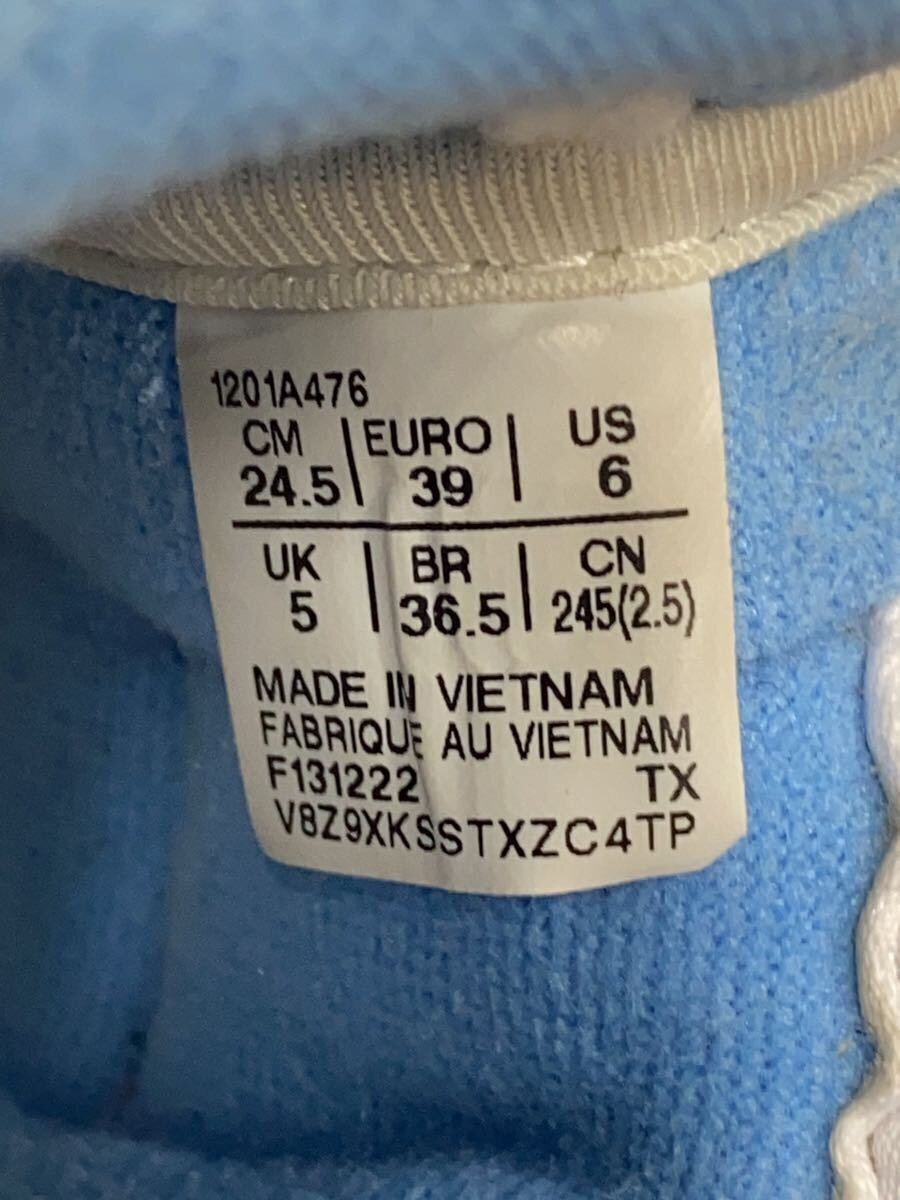 1201A476
CM | EURO | US
24.5 | 39 | 6
UK | BR | CN
5 | 36.5 | 245(2.5)
MADE IN VIETNAM
FABRIQUE AU VIETNAM
F131222 TX
V8Z9XKSSTXZC4TP